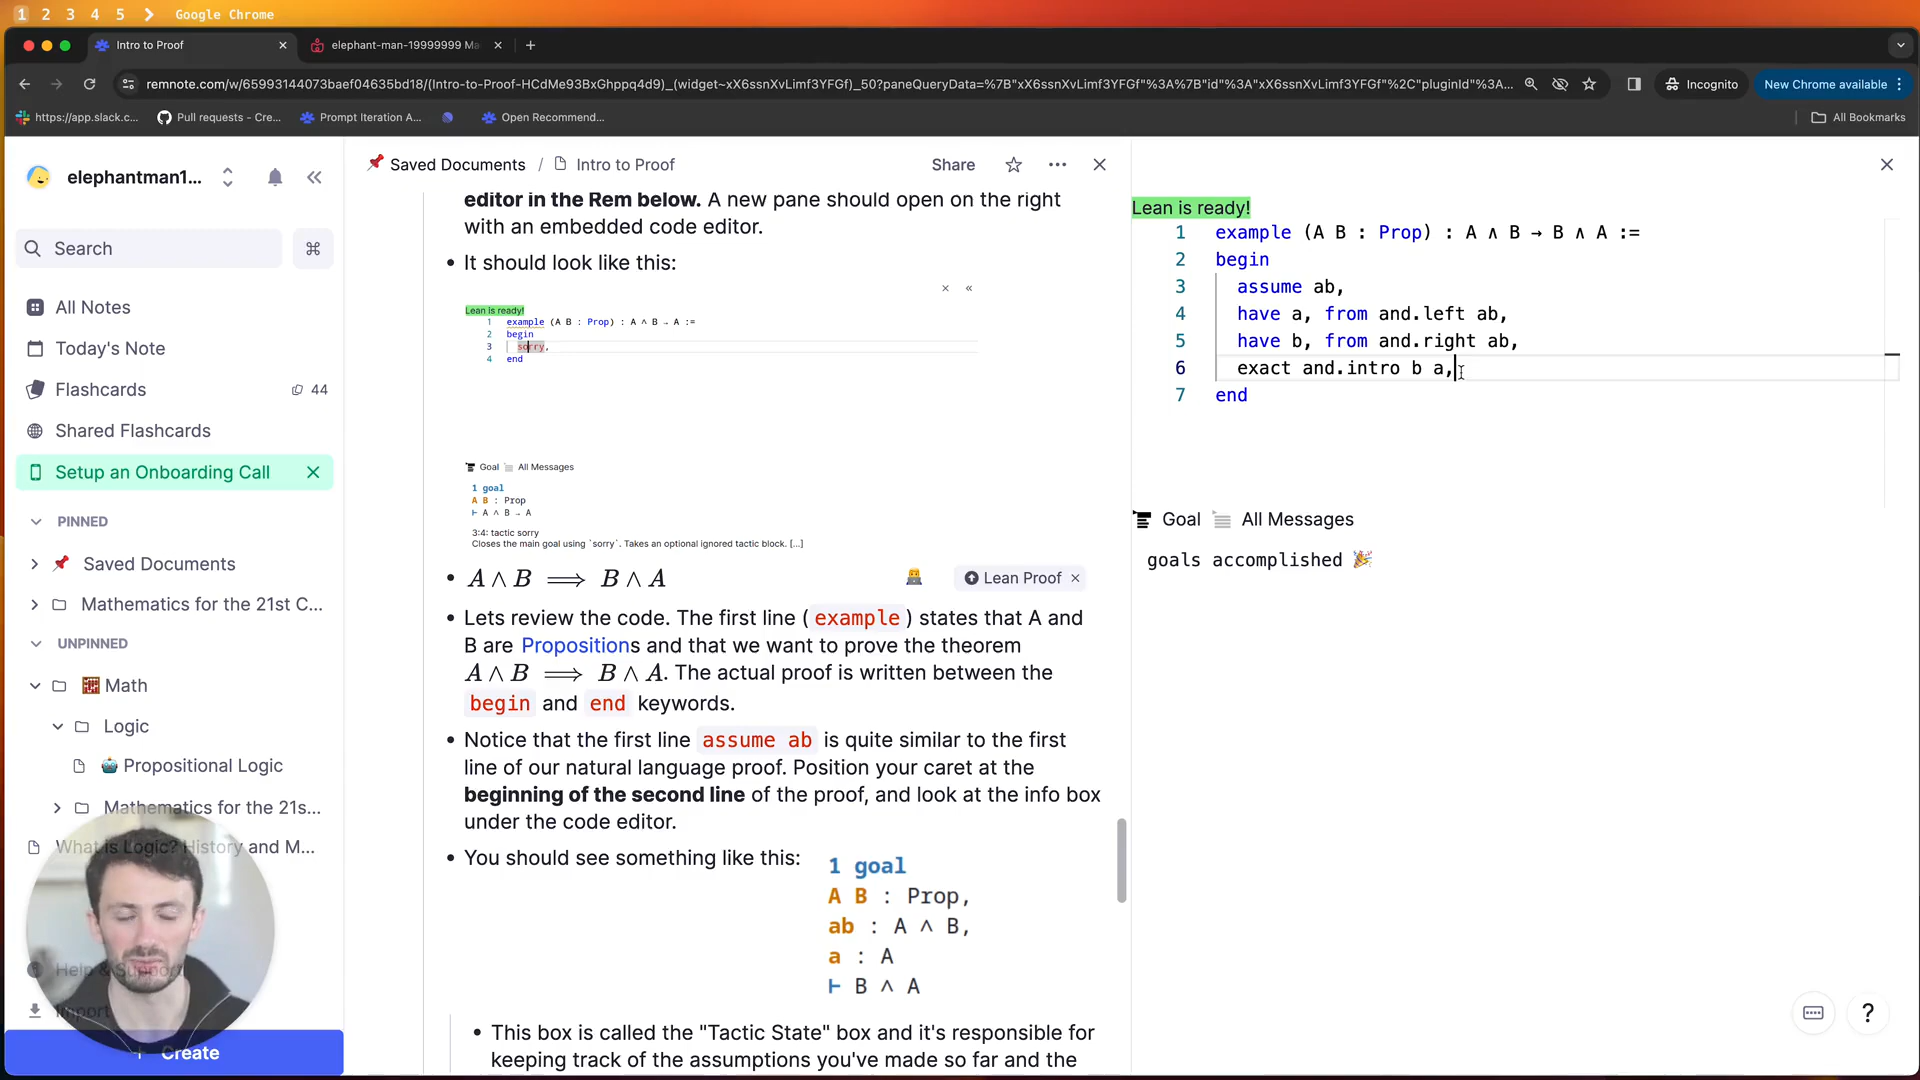 1 2 3 4 5 Google Chrome
Intro to Proof
elephant-man-19999999 Ma
remnote.com/w/65993144073baef04635bd18/(Intro-to-Proof-HCdMe93BxGhppq4d9)_(widget~xX6ssnXvLimf3YFGf)_50?paneQueryData=%7B"xX6ssnXvLimf3YFGf"%3A%7B"id"%3A"xX6ssnXvLimf3YFGf"%2C"pluginId"%3A...
Incognito
New Chrome available
https://app.slack.c...
Pull requests - Cre...
Prompt Iteration A...
Open Recommend...
All Bookmarks
elephantman1...
Search
⌘
All Notes
Today's Note
Flashcards
44
Shared Flashcards
Setup an Onboarding Call
PINNED
Saved Documents
Mathematics for the 21st C...
UNPINNED
Math
Logic
Propositional Logic
Mathematics for the 21s...
What is Logic? History and M...
Help & Support
Import
+ Create
Saved Documents / Intro to Proof
Share
editor in the Rem below. A new pane should open on the right
with an embedded code editor.
• It should look like this:
Lean is ready!
1 example (A B : Prop) : A ∧ B → A :=
2 begin
3 sorry,
4 end
Goal All Messages
1 goal
A B : Prop
⊢ A ∧ B → A
3:4: tactic sorry
Closes the main goal using `sorry`. Takes an optional ignored tactic block. [...]
• A ∧ B ⟹ B ∧ A
Lean Proof
• Lets review the code. The first line ( example ) states that A and
B are Propositions and that we want to prove the theorem
A ∧ B ⟹ B ∧ A. The actual proof is written between the
begin and end keywords.
• Notice that the first line assume ab is quite similar to the first
line of our natural language proof. Position your caret at the
beginning of the second line of the proof, and look at the info box
under the code editor.
• You should see something like this:
1 goal
A B : Prop,
ab : A ∧ B,
a : A
⊢ B ∧ A
• This box is called the "Tactic State" box and it's responsible for
keeping track of the assumptions you've made so far and the
Lean is ready!
1 example (A B : Prop) : A ∧ B → B ∧ A :=
2 begin
3 assume ab,
4 have a, from and.left ab,
5 have b, from and.right ab,
6 exact and.intro b a,
7 end
Goal All Messages
goals accomplished 🎉
?